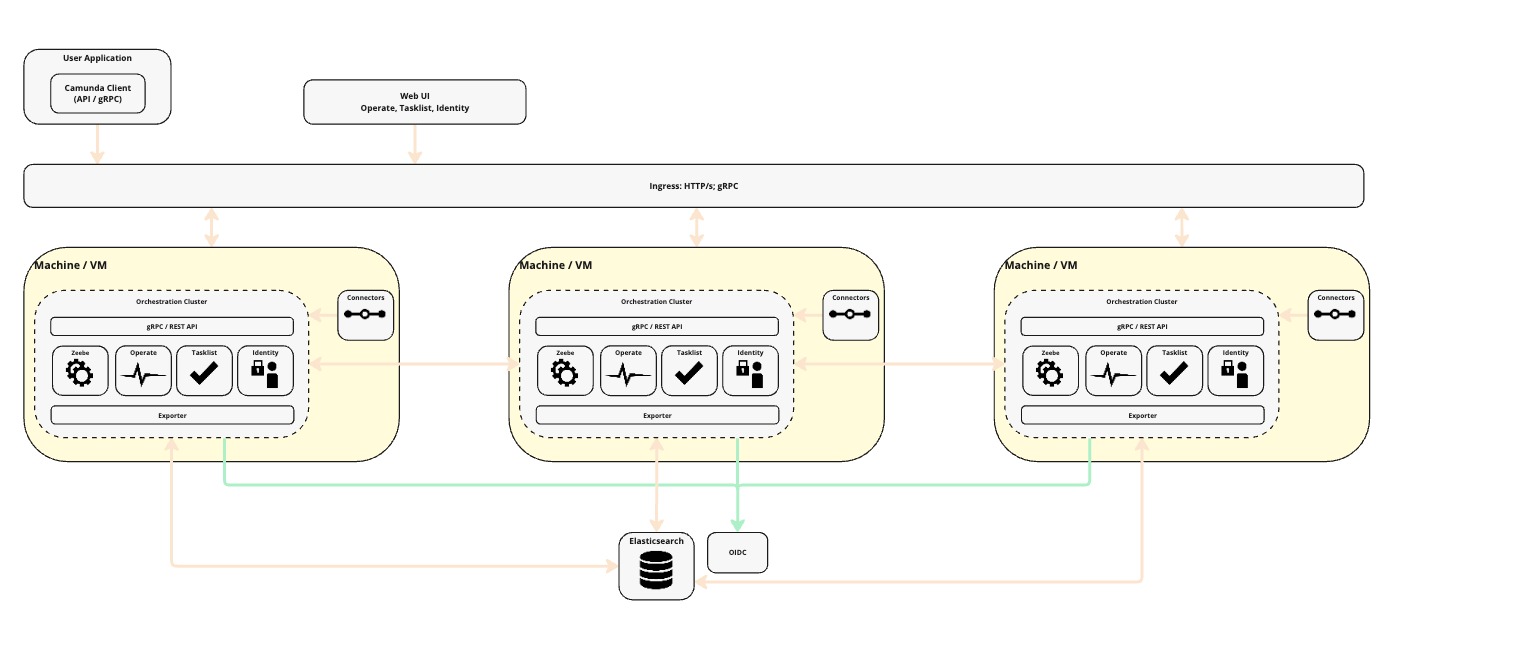 User Application
Camunda Client
(API / gRPC)
Web UI
Operate, Tasklist, Identity
Ingress: HTTP/s; gRPC
Machine / VM
Orchestration Cluster
Connectors
gRPC / REST API
Zeebe
Operate
Tasklist
Identity
Exporter
Machine / VM
Orchestration Cluster
Connectors
gRPC / REST API
Zeebe
Operate
Tasklist
Identity
Exporter
Machine / VM
Orchestration Cluster
Connectors
gRPC / REST API
Zeebe
Operate
Tasklist
Identity
Exporter
Elasticsearch
OIDC